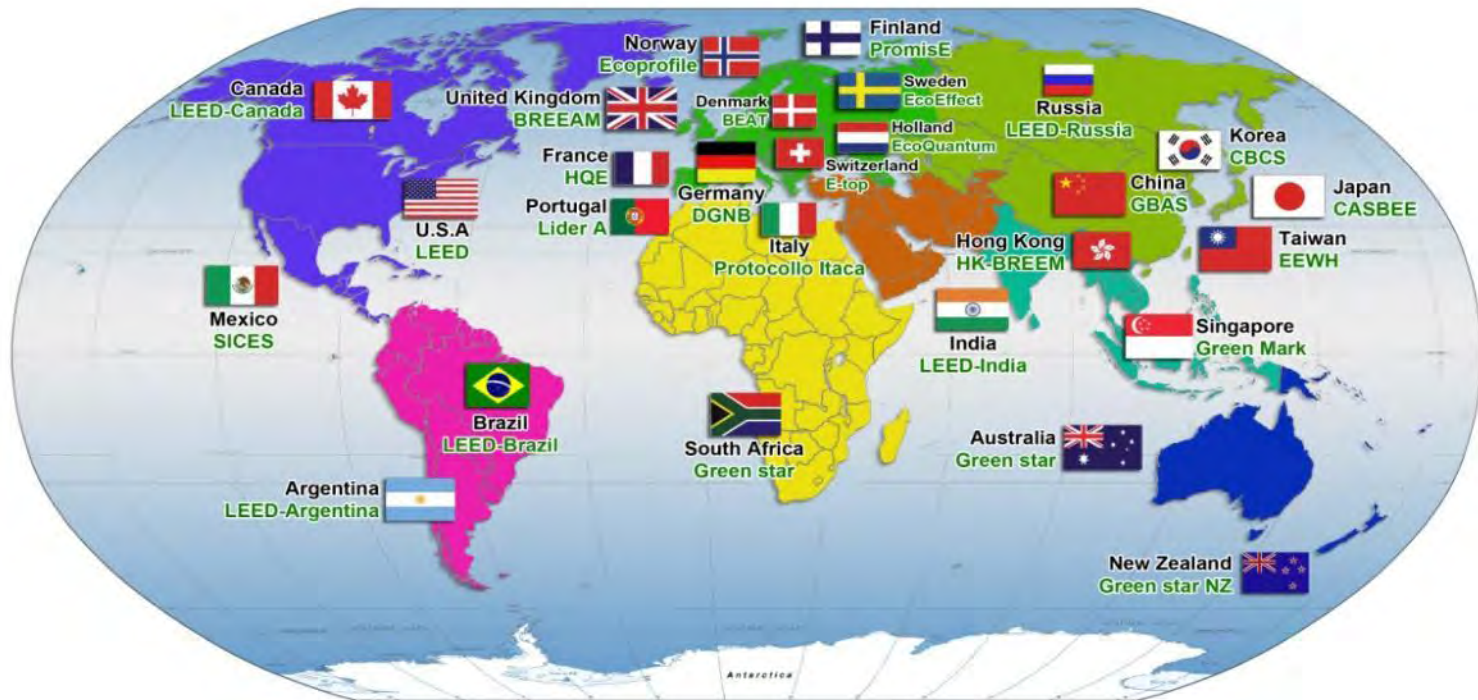 Finland
PromisE
Norway
Ecoprofile
Sweden
EcoEffect
Canada
LEED-Canada
United Kingdom
BREEAM
Denmark
BEAT
Russia
LEED-Russia
Holland
EcoQuantum
Korea
CBCS
France
HQE
Switzerland
E-top
Germany
DGNB
China
GBAS
Japan
CASBEE
Portugal
Lider A
U.S.A
LEED
Italy
Protocollo Itaca
Hong Kong
HK-BREEM
Taiwan
EEWH
Mexico
SICES
India
LEED-India
Singapore
Green Mark
Brazil
LEED-Brazil
South Africa
Green star
Australia
Green star
Argentina
LEED-Argentina
New Zealand
Green star NZ
Antarctica